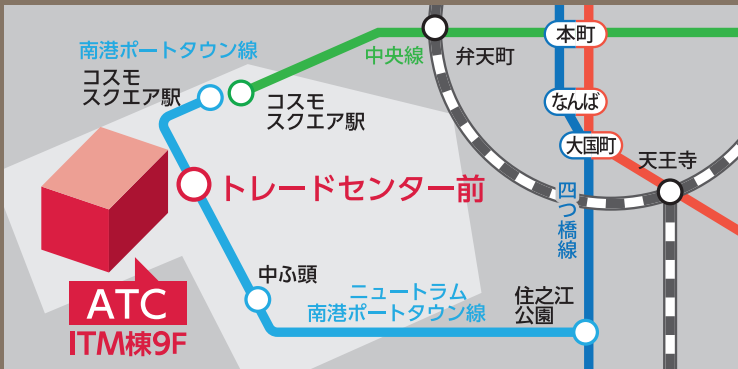 南港ポートタウン線
コスモ
スクエア駅
コスモ
スクエア駅
中央線
弁天町
本町
なんば
大国町
天王寺
トレードセンター前
四つ橋線
中ふ頭
ニュートラム
南港ポートタウン線
住之江
公園
ATC
ITM棟9F